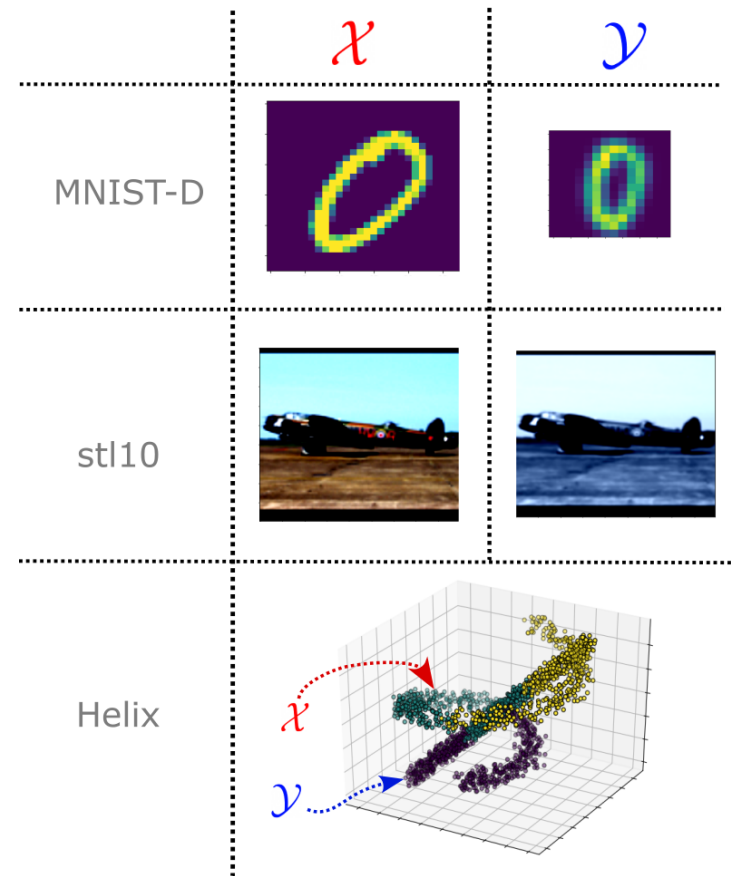 𝒳 𝒴
MNIST-D
stl10
Helix
𝒳
𝒴